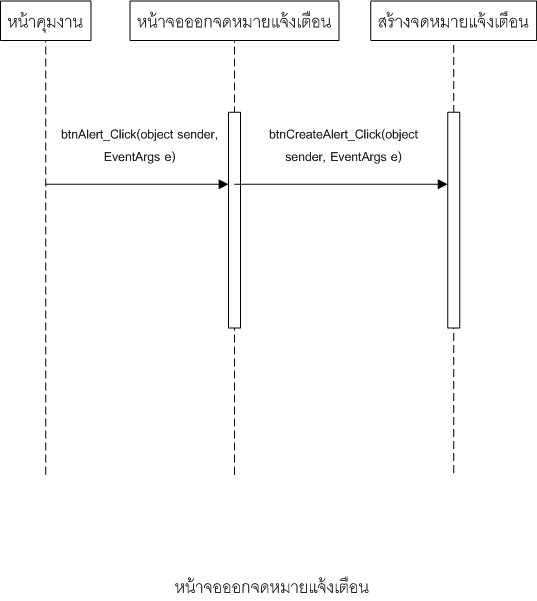 หน้าคุมงาน
หน้าจอออกจดหมายแจ้งเตือน
สร้างจดหมายแจ้งเตือน
btnAlert_Click(object sender,
EventArgs e)
btnCreateAlert_Click(object
sender, EventArgs e)
หน้าจอออกจดหมายแจ้งเตือน